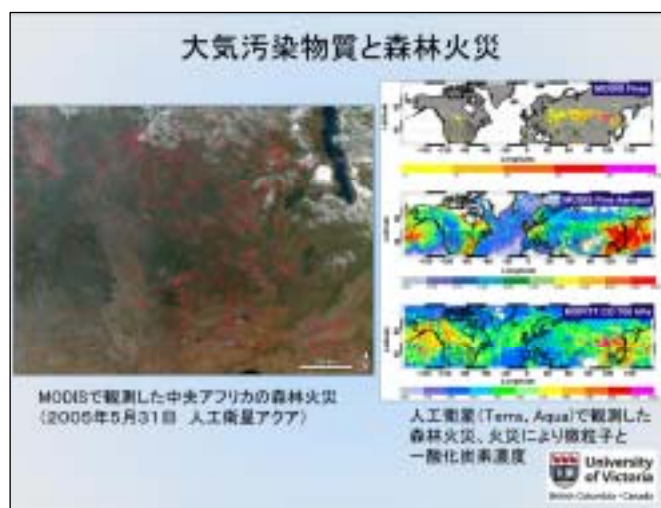 大気汚染物質と森林火災
MODIS Fires
Longitude
MODIS Fine Aerosol
Longitude
MOPITT CO 700 hPa
Longitude
MODISで観測した中央アフリカの森林火災
(2005年5月31日 人工衛星アクア)
人工衛星(Terra, Aqua)で観測した
森林火災、火災により微粒子と
一酸化炭素濃度
University
of Victoria
British Columbia • Canada